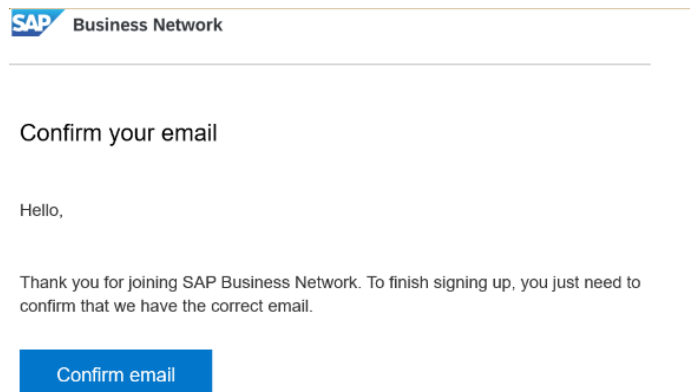 SAP Business Network
Confirm your email
Hello,
Thank you for joining SAP Business Network. To finish signing up, you just need to
confirm that we have the correct email.
Confirm email